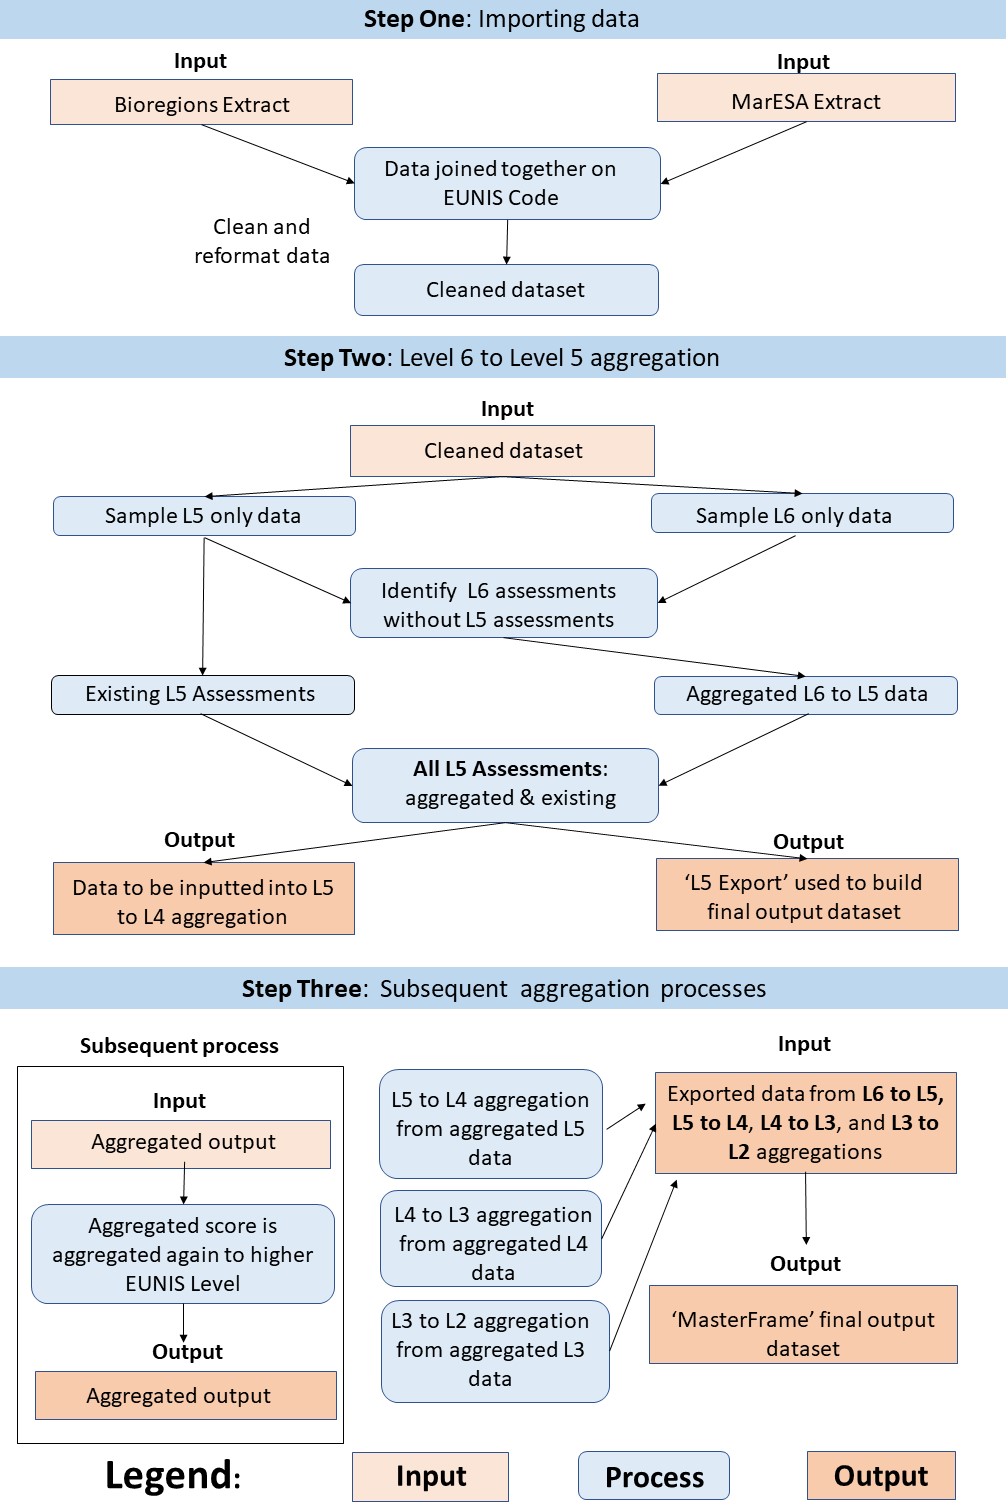 Step One: Importing data
Input
Input
Bioregions Extract
MarESA Extract
Data joined together on
EUNIS Code
Clean and
reformat data
Cleaned dataset
Step Two: Level 6 to Level 5 aggregation
Input
Cleaned dataset
Sample L5 only data
Sample L6 only data
Identify L6 assessments
without L5 assessments
Existing L5 Assessments
Aggregated L6 to L5 data
All L5 Assessments:
aggregated & existing
Output
Output
Data to be inputted into L5
to L4 aggregation
‘L5 Export’ used to build
final output dataset
Step Three: Subsequent aggregation processes
Subsequent process
Input
Aggregated output
Aggregated score is
aggregated again to higher
EUNIS Level
Output
Aggregated output
L5 to L4 aggregation
from aggregated L5
data
L4 to L3 aggregation
from aggregated L4
data
L3 to L2 aggregation
from aggregated L3
data
Input
Exported data from L6 to L5,
L5 to L4, L4 to L3, and L3 to
L2 aggregations
Output
‘MasterFrame’ final output
dataset
Legend:
Input
Process
Output